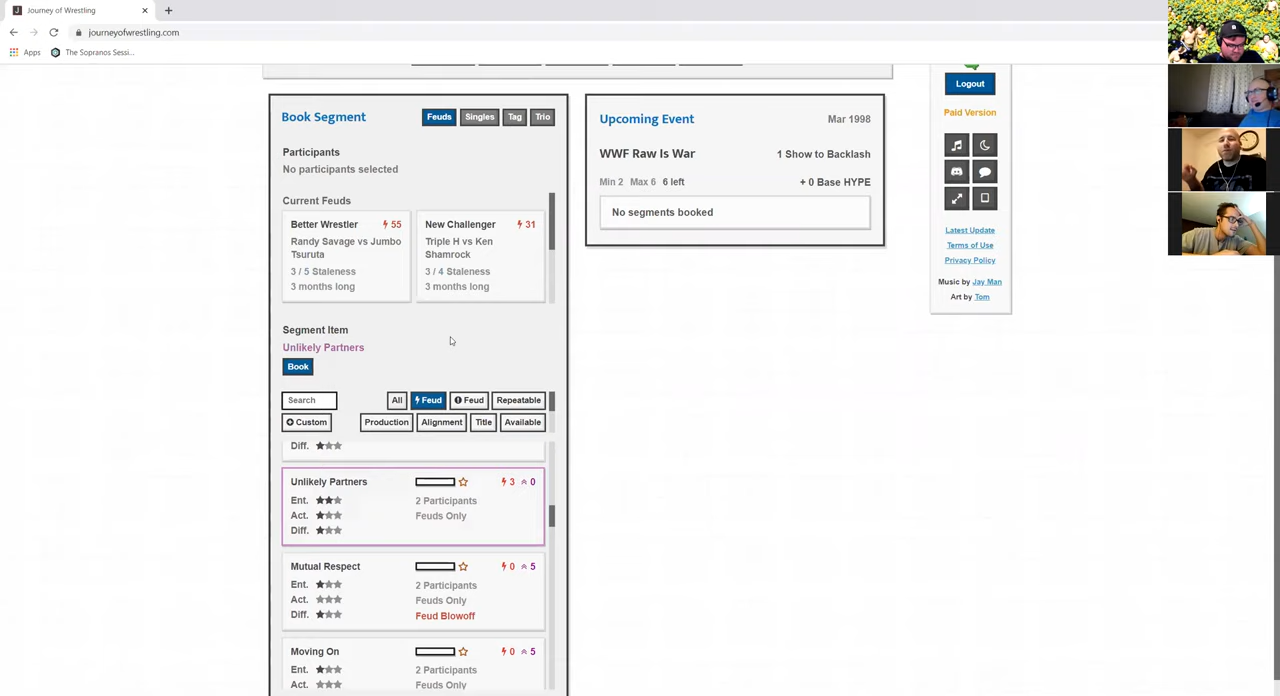 Journey of Wrestling
journeyofwrestling.com
Apps The Sopranos Sessi...
Book Segment Feuds Singles Tag Trio
Participants
No participants selected
Current Feuds
Better Wrestler 55
Randy Savage vs Jumbo
Tsuruta
3 / 5 Staleness
3 months long
New Challenger 31
Triple H vs Ken
Shamrock
3 / 4 Staleness
3 months long
Segment Item
Unlikely Partners
Book
Search All Feud Feud Repeatable
Custom Production Alignment Title Available
Diff.
Unlikely Partners 3 0
Ent. 2 Participants
Act. Feuds Only
Diff.
Mutual Respect 0 5
Ent. 2 Participants
Act. Feuds Only
Diff. Feud Blowoff
Moving On 0 5
Ent. 2 Participants
Act. Feuds Only
Upcoming Event Mar 1998
WWF Raw Is War 1 Show to Backlash
Min 2 Max 6 6 left + 0 Base HYPE
No segments booked
Logout
Paid Version
Latest Update
Terms of Use
Privacy Policy
Music by Jay Man
Art by Tom